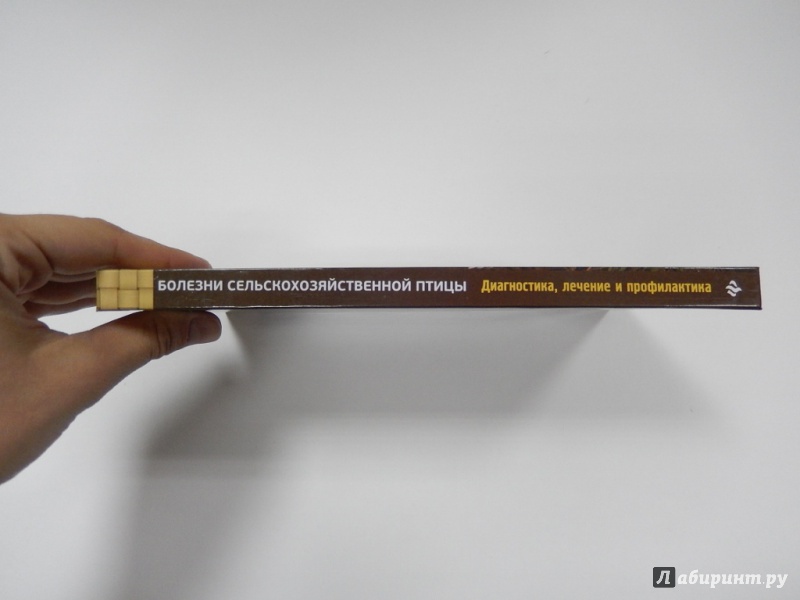 БОЛЕЗНИ СЕЛЬСКОХОЗЯЙСТВЕННОЙ ПТИЦЫ Диагностика, лечение и профилактика
Л Лабиринт.ру